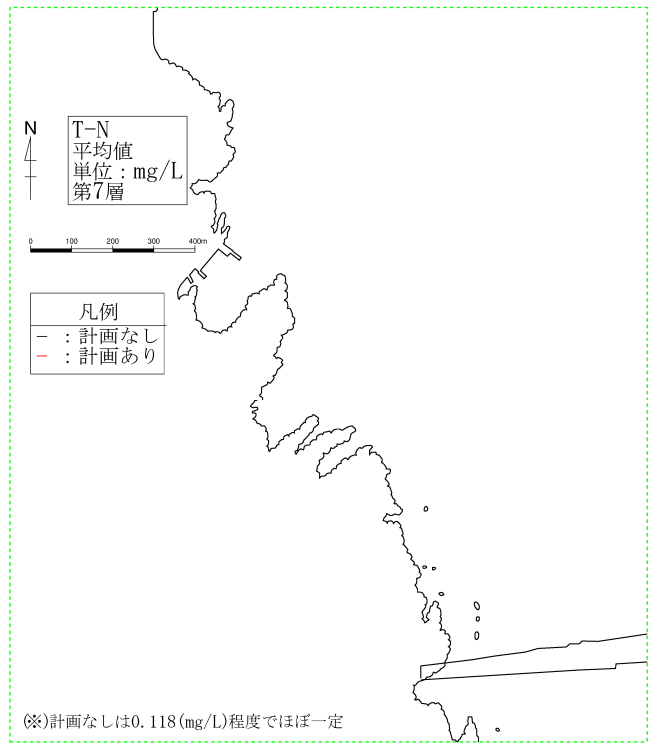 N
T-N
平均値
単位：mg/L
第7層
0 100 200 300 400m
凡例
－ ：計画なし
－ ：計画あり
(※)計画なしは0.118(mg/L)程度でほぼ一定